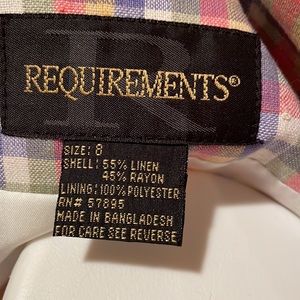 REQUIREMENTS®
SIZE: 8
SHELL: 55% LINEN
45% RAYON
LINING: 100% POLYESTER
RN# 57895
MADE IN BANGLADESH
FOR CARE SEE REVERSE